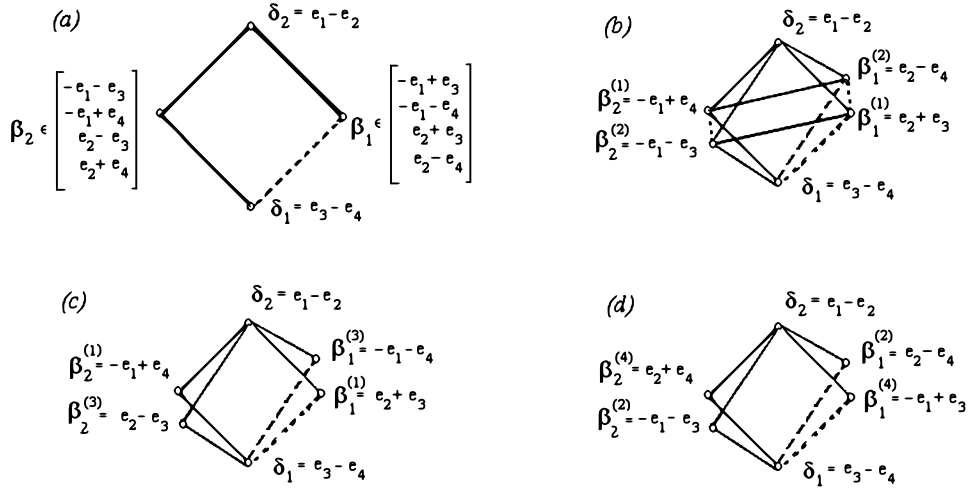 (a)
δ₂ = e₁ − e₂
β₂ ϵ
−e₁ − e₃
−e₁ + e₄
e₂ − e₃
e₂ + e₄
β₁ ϵ
−e₁ + e₃
−e₁ − e₄
e₂ + e₃
e₂ − e₄
δ₁ = e₃ − e₄
(b)
δ₂ = e₁ − e₂
β₁⁽²⁾ = e₂ − e₄
β₂⁽¹⁾ = −e₁ + e₄
β₁⁽¹⁾ = e₂ + e₃
β₂⁽²⁾ = −e₁ − e₃
δ₁ = e₃ − e₄
(c)
δ₂ = e₁ − e₂
β₁⁽³⁾ = −e₁ − e₄
β₂⁽¹⁾ = −e₁ + e₄
β₁⁽¹⁾ = e₂ + e₃
β₂⁽³⁾ = e₂ − e₃
δ₁ = e₃ − e₄
(d)
δ₂ = e₁ − e₂
β₁⁽²⁾ = e₂ − e₄
β₂⁽⁴⁾ = e₂ + e₄
β₁⁽⁴⁾ = −e₁ + e₃
β₂⁽²⁾ = −e₁ − e₃
δ₁ = e₃ − e₄